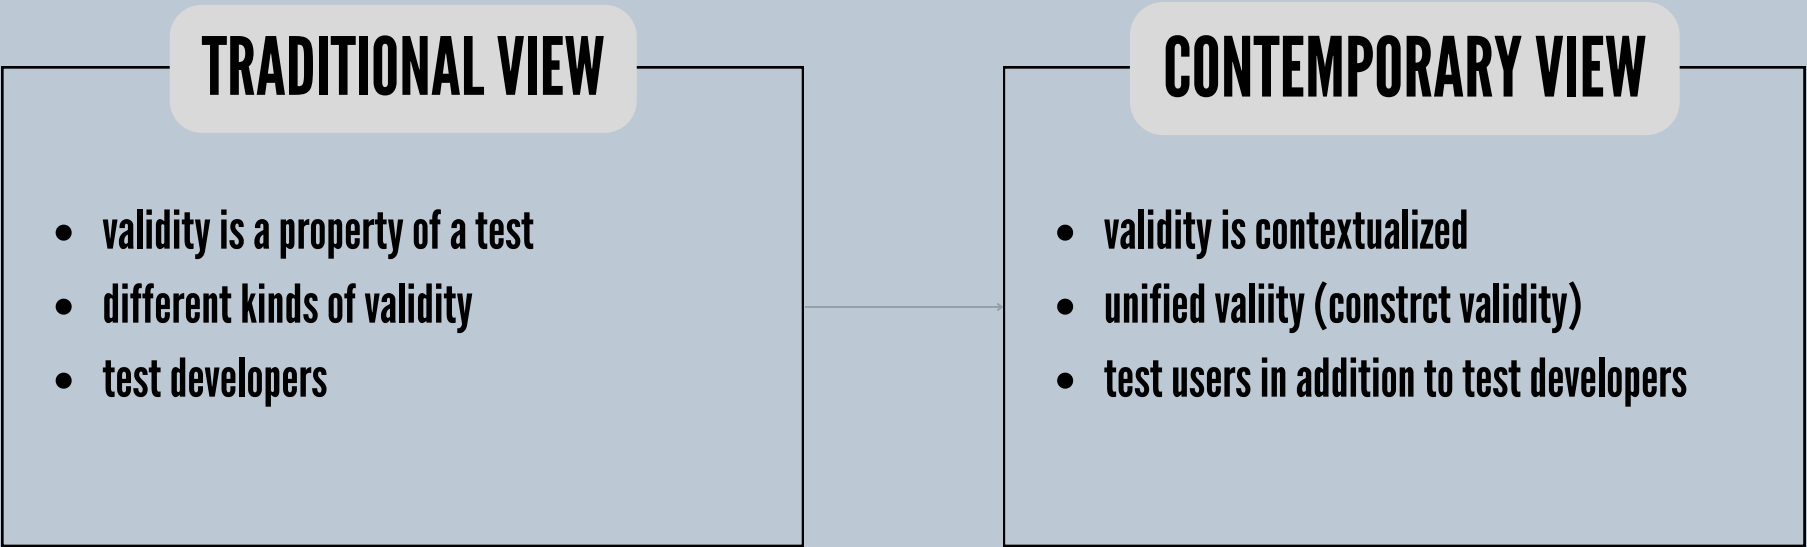 TRADITIONAL VIEW
• validity is a property of a test
• different kinds of validity
• test developers
CONTEMPORARY VIEW
• validity is contextualized
• unified valiity (constrct validity)
• test users in addition to test developers